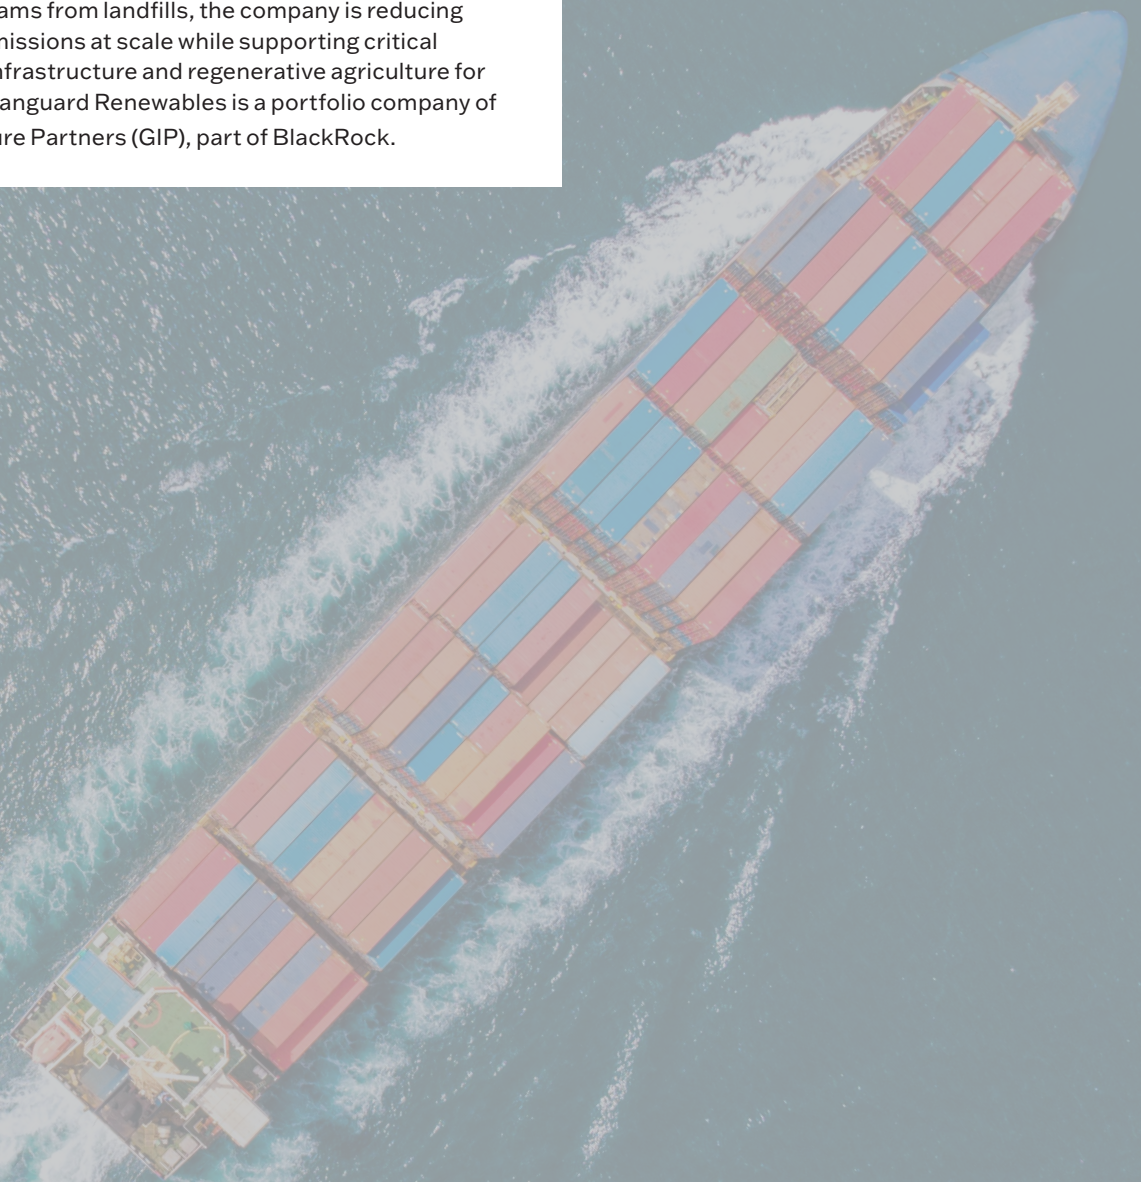 ams from landfills, the company is reducing
nissions at scale while supporting critical
nfrastructure and regenerative agriculture for
anguard Renewables is a portfolio company of
ure Partners (GIP), part of BlackRock.